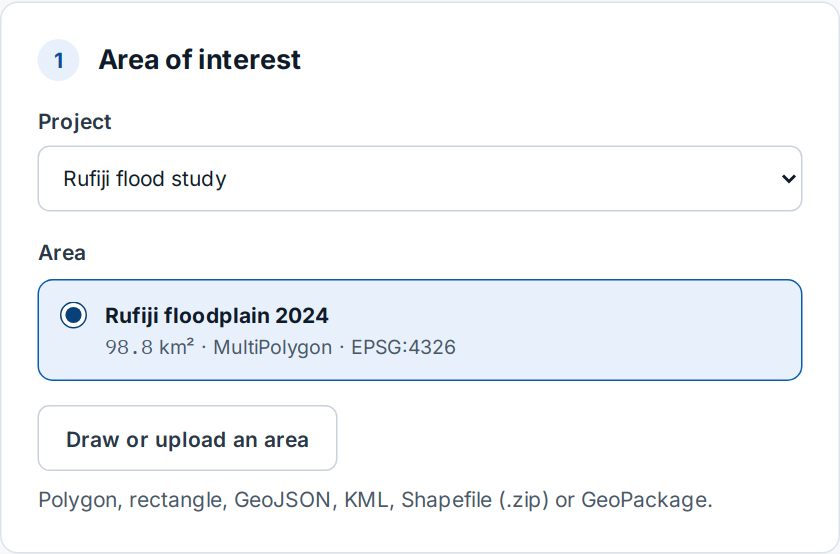 1
Area of interest
Project
Rufiji flood study
Area
Rufiji floodplain 2024
98.8 km² · MultiPolygon · EPSG:4326
Draw or upload an area
Polygon, rectangle, GeoJSON, KML, Shapefile (.zip) or GeoPackage.